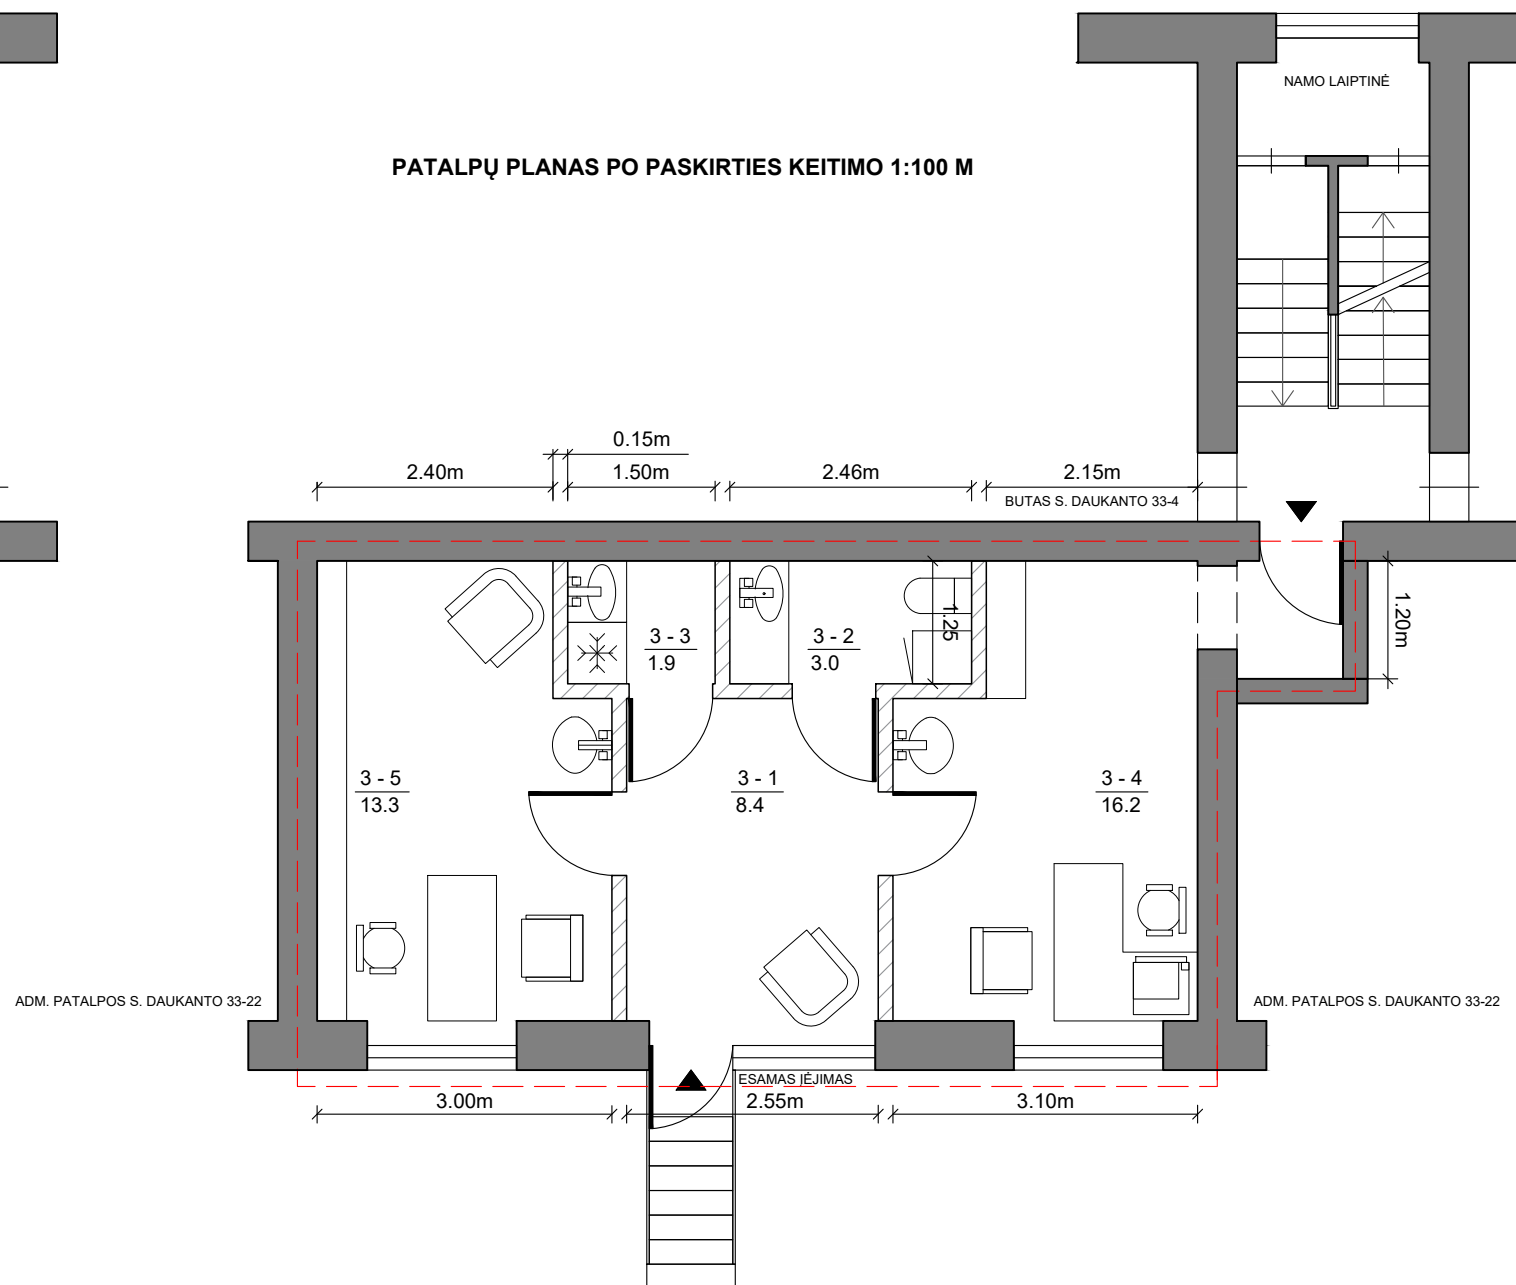 NAMO LAIPTINĖ
PATALPŲ PLANAS PO PASKIRTIES KEITIMO 1:100 M
0.15m
2.40m
1.50m
2.46m
2.15m
BUTAS S. DAUKANTO 33-4
1.20m
1.25
3 - 3
1.9
3 - 2
3.0
3 - 5
13.3
3 - 1
8.4
3 - 4
16.2
ADM. PATALPOS S. DAUKANTO 33-22
ADM. PATALPOS S. DAUKANTO 33-22
ESAMAS ĮĖJIMAS
3.00m
2.55m
3.10m